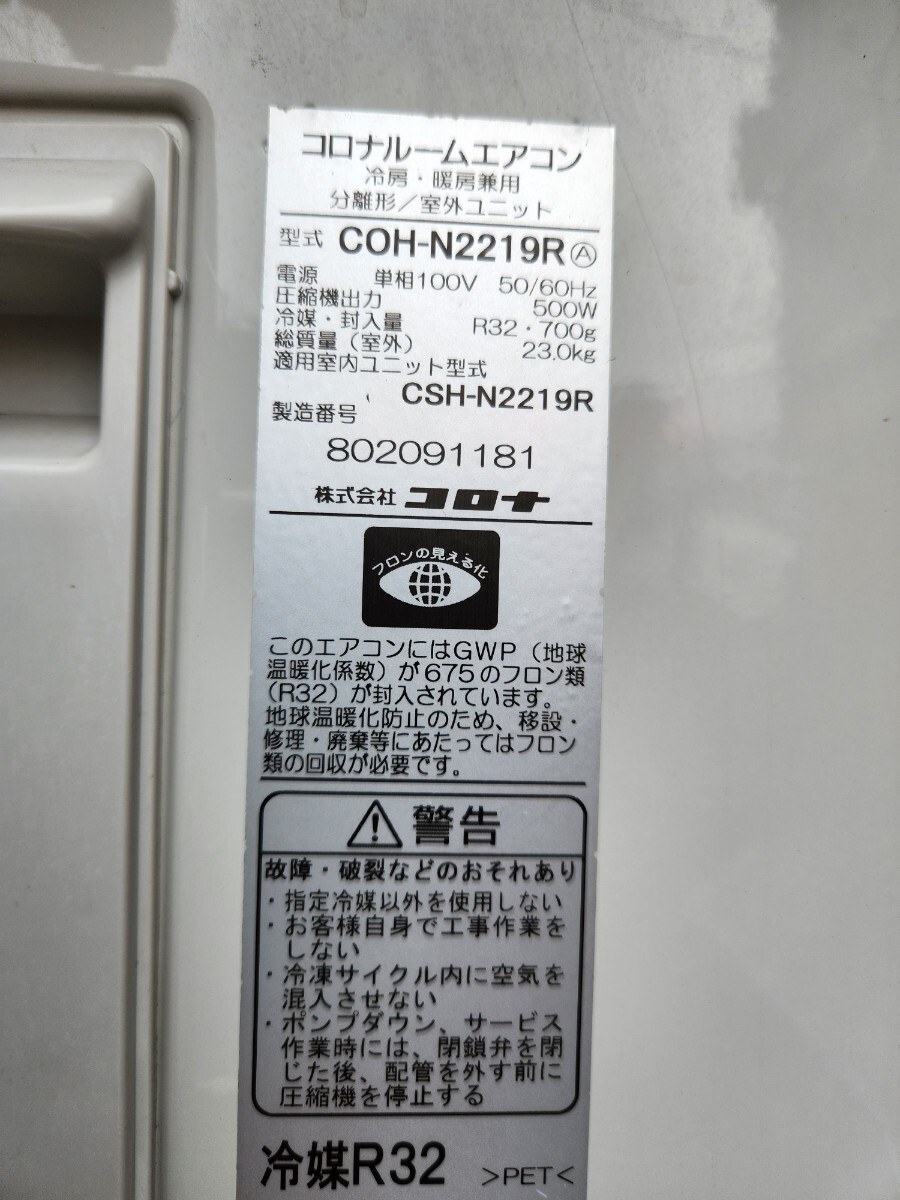 コロナルームエアコン
冷房・暖房兼用
分離形／室外ユニット
型式 COH-N2219R Ⓐ
電源 単相100V 50/60Hz
圧縮機出力 500W
冷媒・封入量 R32・700g
総質量（室外） 23.0kg
適用室内ユニット型式
CSH-N2219R
製造番号
802091181
株式会社 コロナ
フロンの見える化
このエアコンにはGWP（地球
温暖化係数）が675のフロン類
（R32）が封入されています。
地球温暖化防止のため、移設・
修理・廃棄等にあたってはフロン
類の回収が必要です。
警告
故障・破裂などのおそれあり
・指定冷媒以外を使用しない
・お客様自身で工事作業を
しない
・冷凍サイクル内に空気を
混入させない
・ポンプダウン、サービス
作業時には、閉鎖弁を閉
じた後、配管を外す前に
圧縮機を停止する
冷媒R32 >PET<